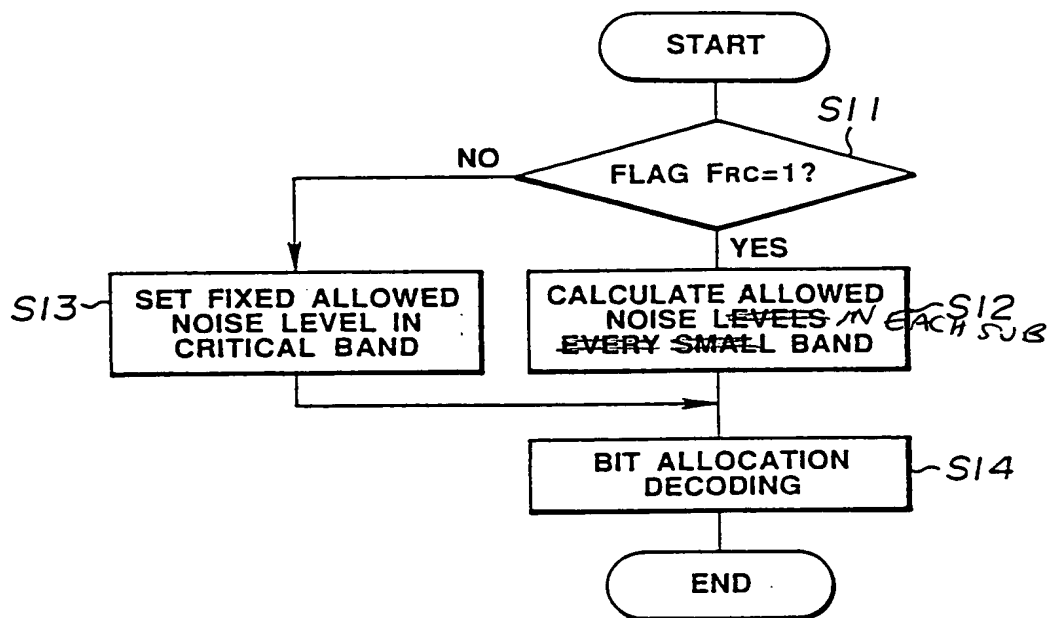 START
S11
NO
FLAG FRC=1?
YES
S13
SET FIXED ALLOWED
NOISE LEVEL IN
CRITICAL BAND
CALCULATE ALLOWED
NOISE LEVELS IN EACH SUB
EVERY SMALL BAND
S12
BIT ALLOCATION
DECODING
S14
END